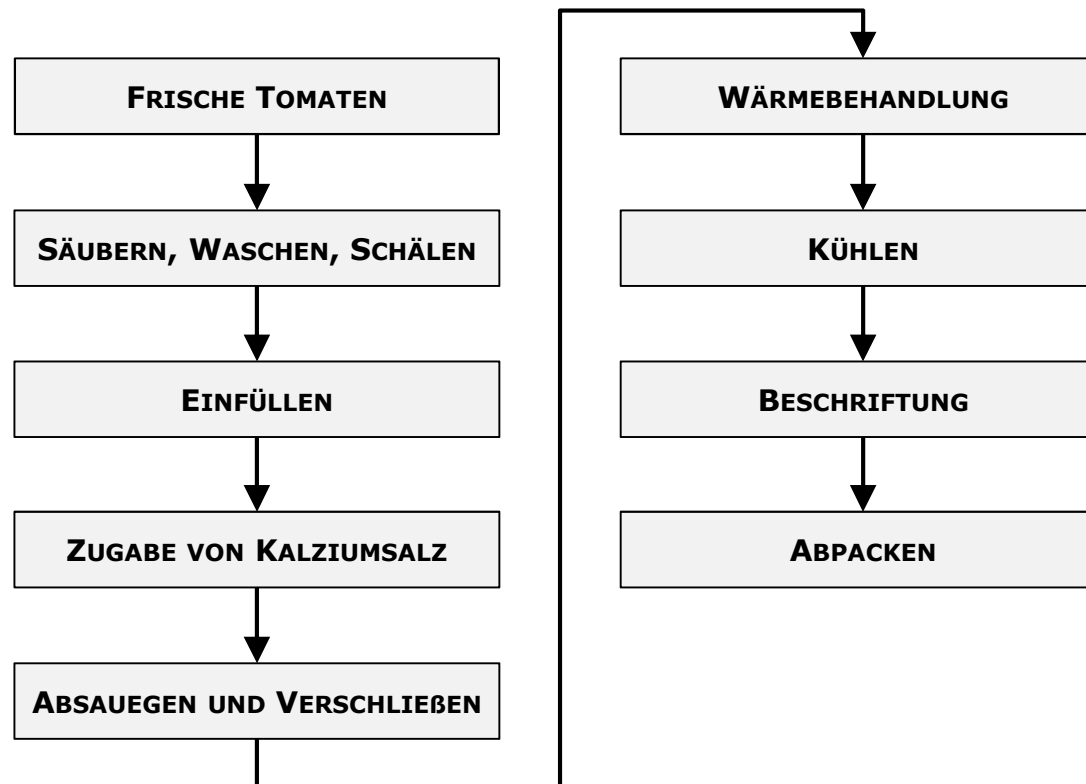 Frische Tomaten
Säubern, Waschen, Schälen
Einfüllen
Zugabe von Kalziumsalz
Absauegen und Verschließen
Wärmebehandlung
Kühlen
Beschriftung
Abpacken